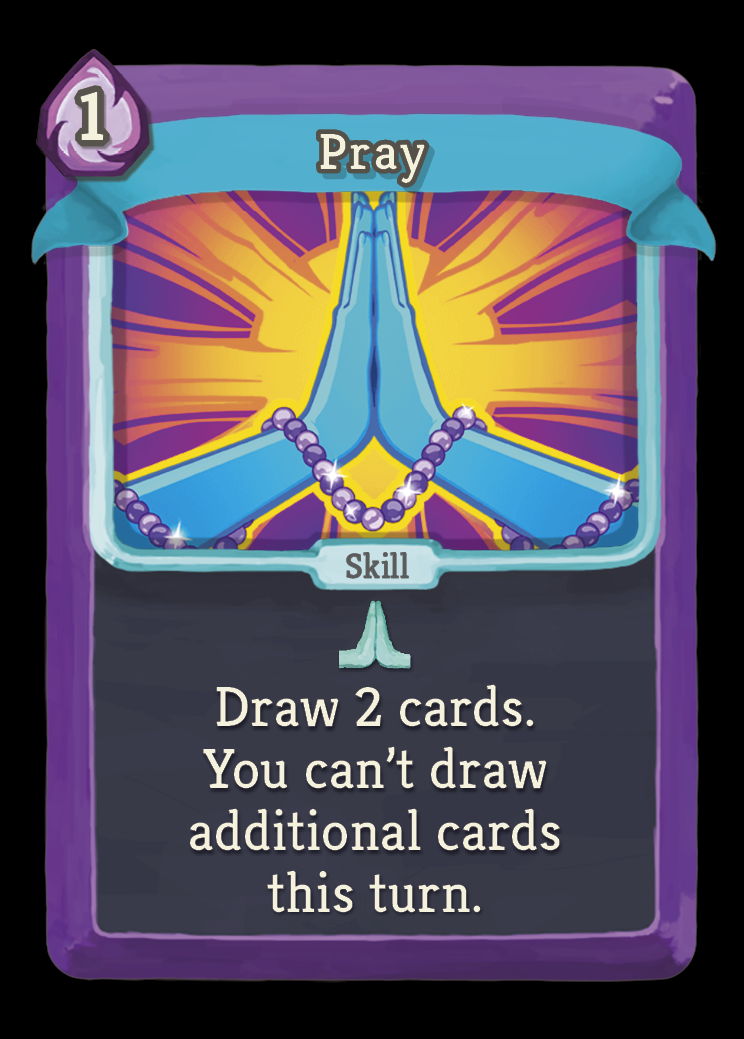 1
Pray
Skill
Draw 2 cards.
You can’t draw
additional cards
this turn.